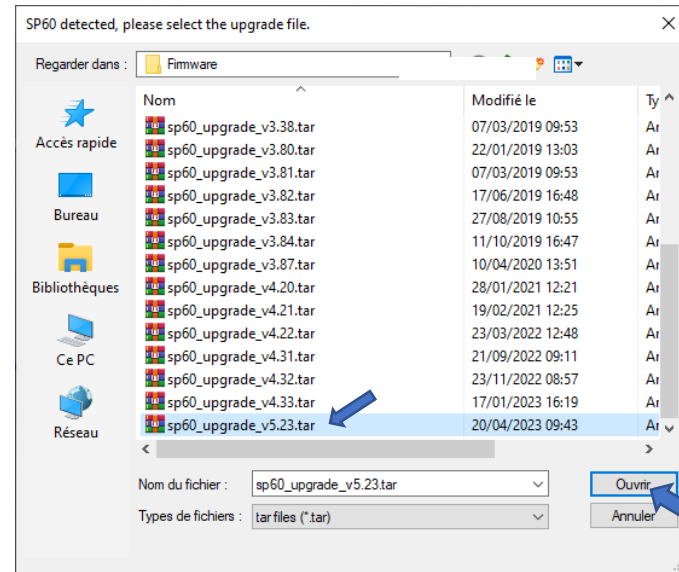 SP60 detected, please select the upgrade file.
Regarder dans : Firmware
Nom Modifié le Ty
sp60_upgrade_v3.38.tar 07/03/2019 09:53 Ar
sp60_upgrade_v3.80.tar 22/01/2019 13:03 Ar
sp60_upgrade_v3.81.tar 07/03/2019 09:53 Ar
sp60_upgrade_v3.82.tar 17/06/2019 16:48 Ar
sp60_upgrade_v3.83.tar 27/08/2019 10:55 Ar
sp60_upgrade_v3.84.tar 11/10/2019 16:47 Ar
sp60_upgrade_v3.87.tar 10/04/2020 13:51 Ar
sp60_upgrade_v4.20.tar 28/01/2021 12:21 Ar
sp60_upgrade_v4.21.tar 19/02/2021 12:25 Ar
sp60_upgrade_v4.22.tar 23/03/2022 12:48 Ar
sp60_upgrade_v4.31.tar 21/09/2022 09:11 Ar
sp60_upgrade_v4.32.tar 23/11/2022 08:57 Ar
sp60_upgrade_v4.33.tar 17/01/2023 16:19 Ar
sp60_upgrade_v5.23.tar 20/04/2023 09:43 Ar
Accès rapide
Bureau
Bibliothèques
Ce PC
Réseau
Nom du fichier : sp60_upgrade_v5.23.tar Ouvrir
Types de fichiers : tar files (*.tar) Annuler